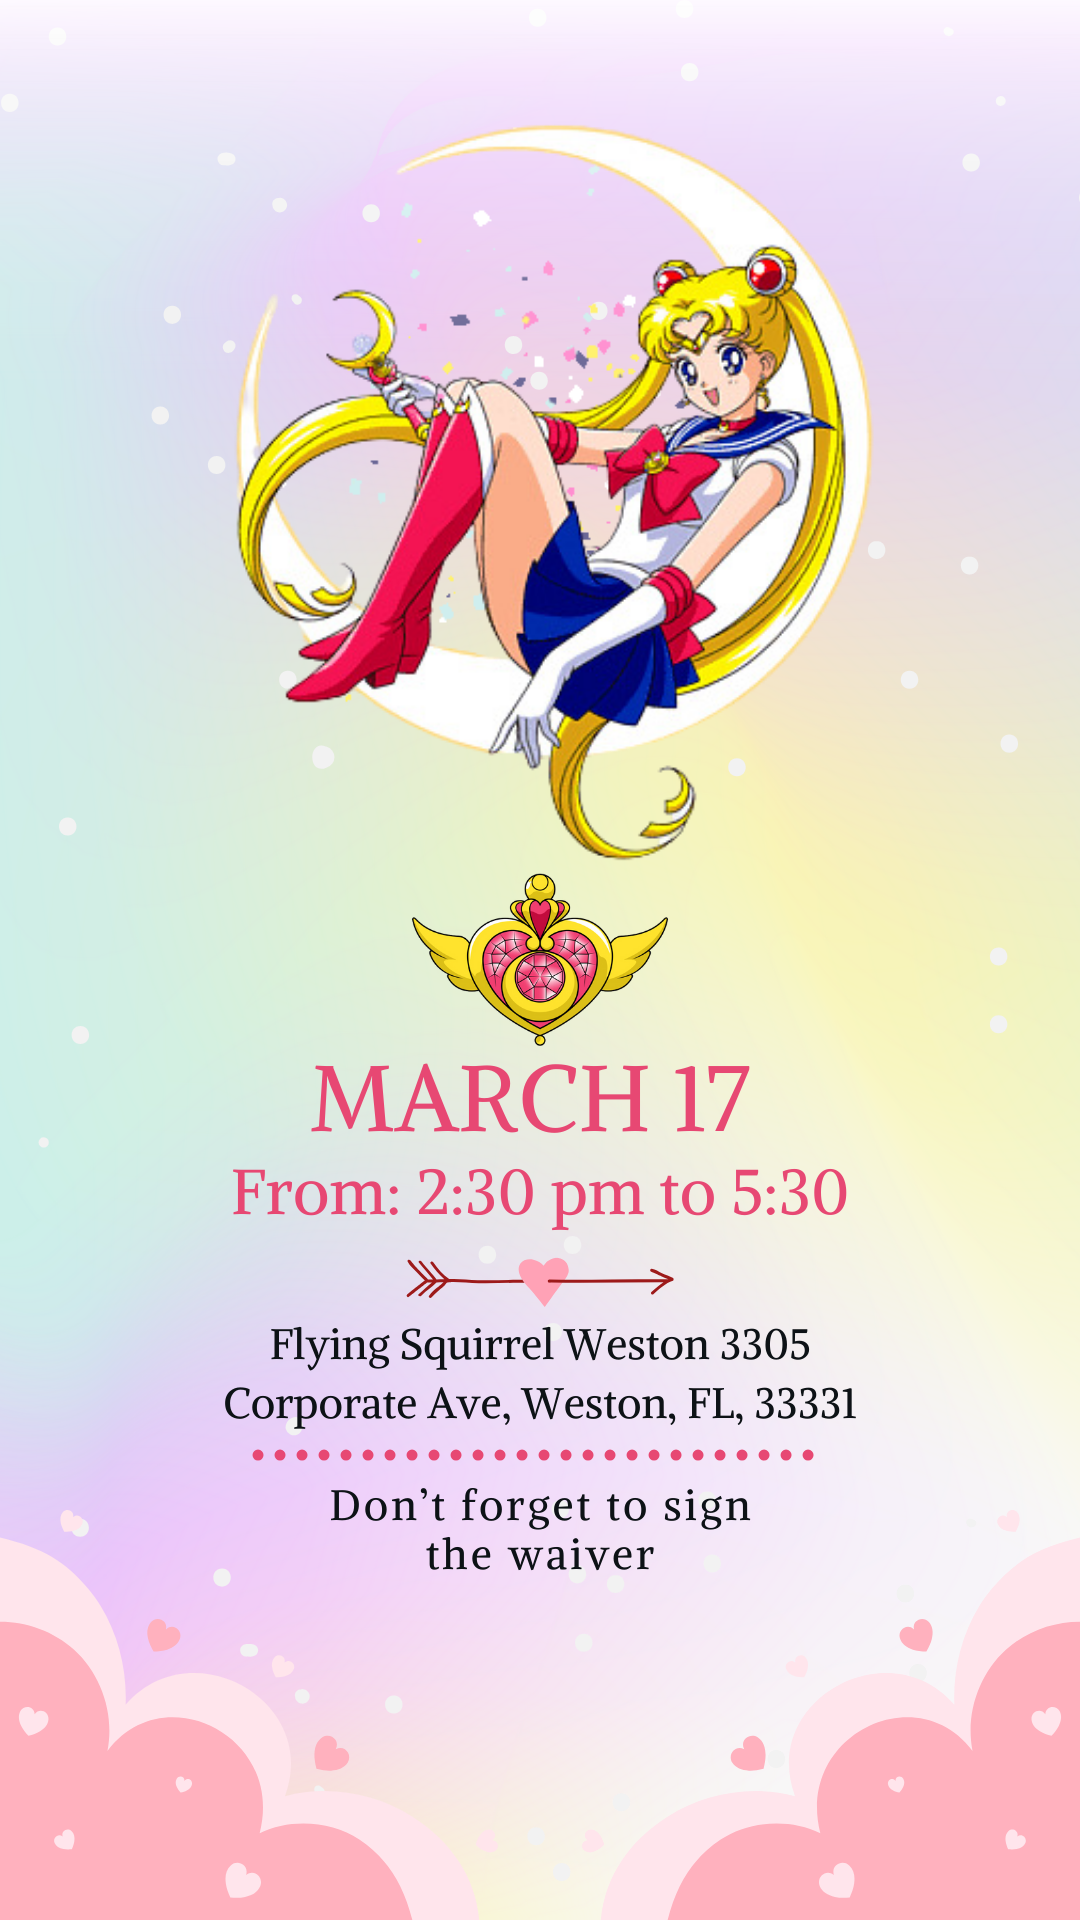 MARCH 17
From: 2:30 pm to 5:30
Flying Squirrel Weston 3305
Corporate Ave, Weston, FL, 33331
Don’t forget to sign
the waiver